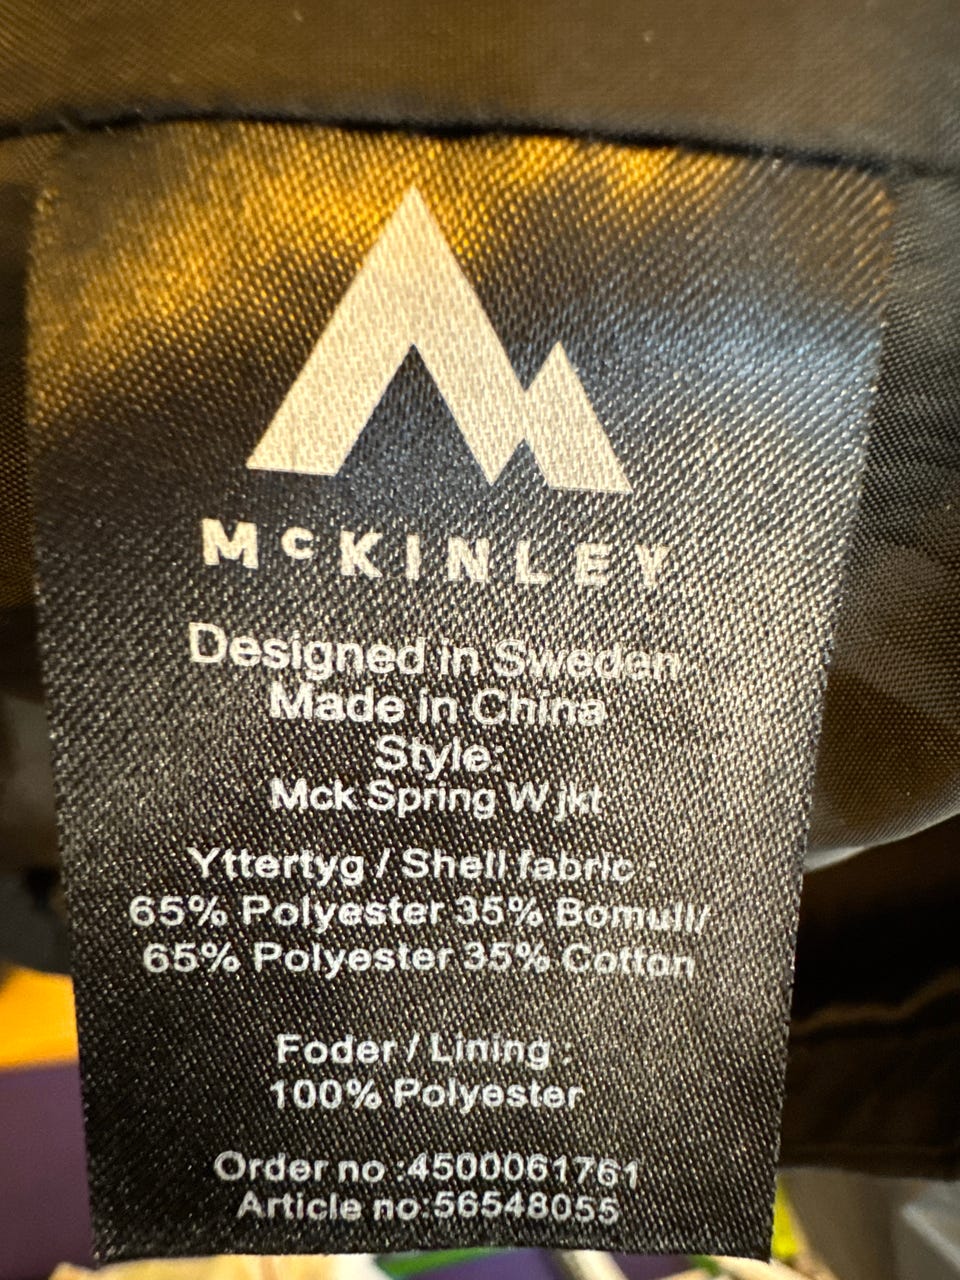 McKINLEY
Designed in Sweden
Made in China
Style:
Mck Spring W jkt
Yttertyg / Shell fabric :
65% Polyester 35% Bomull/
65% Polyester 35% Cotton
Foder / Lining :
100% Polyester
Order no :4500061761
Article no:56548055